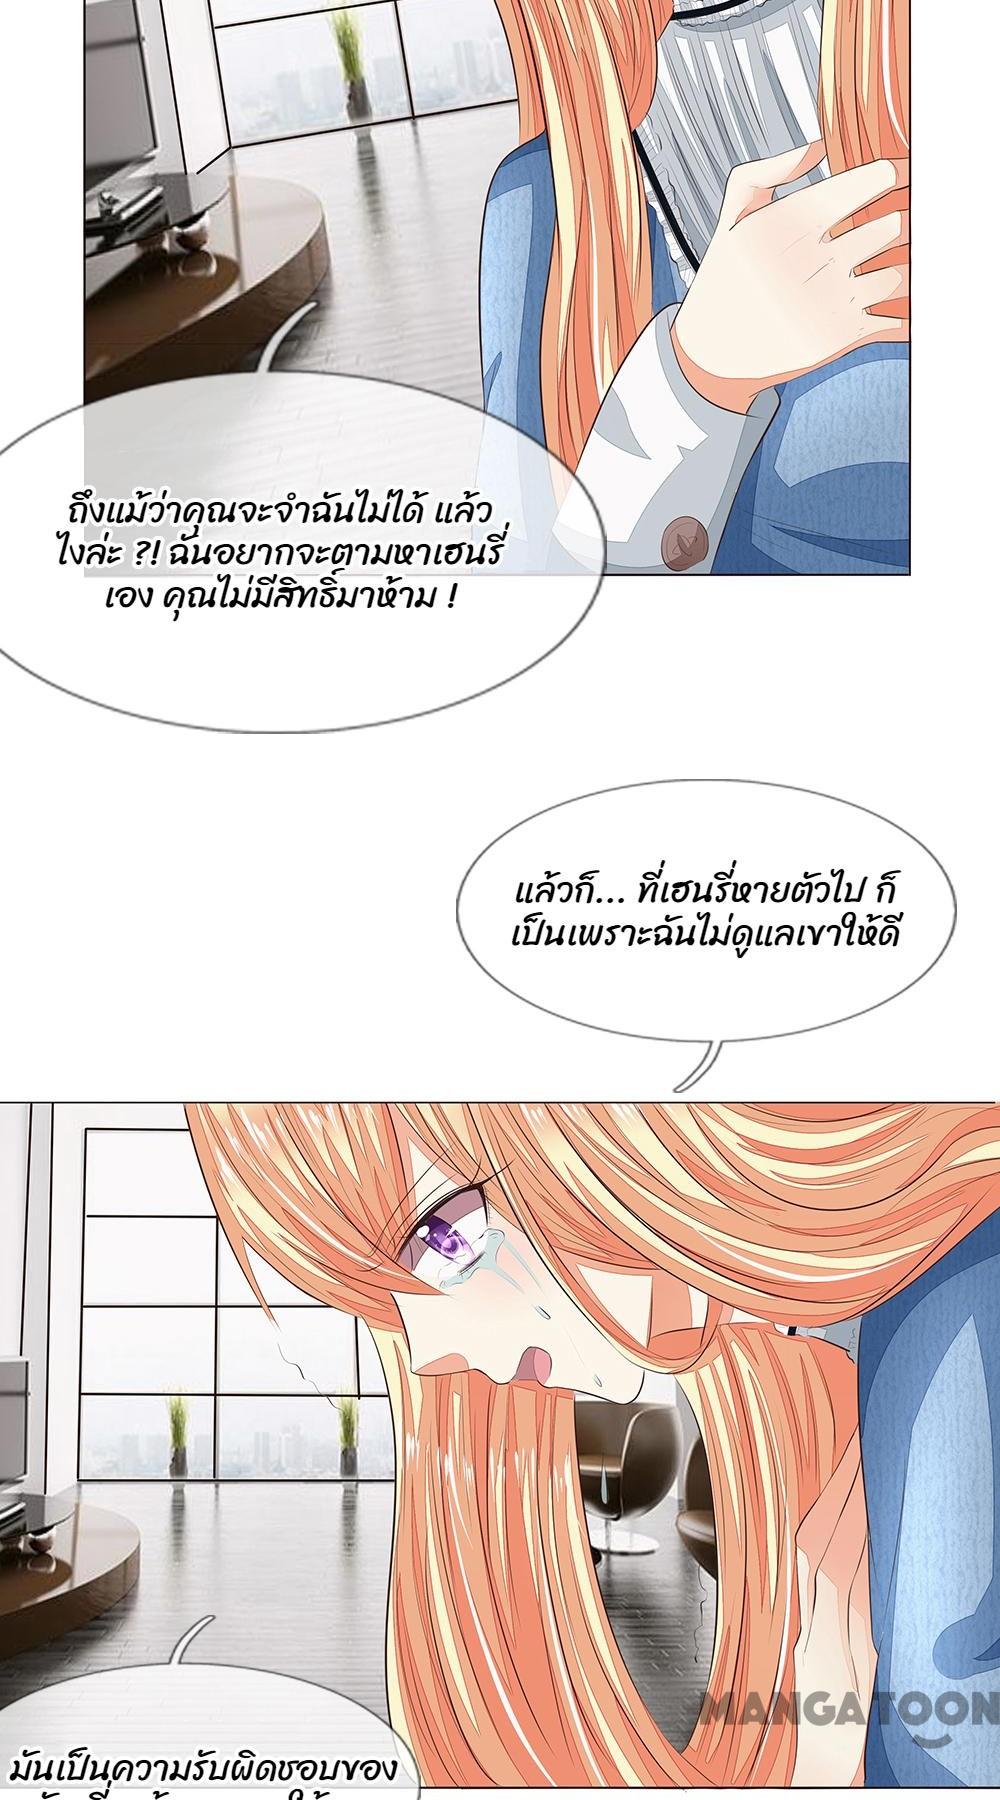 ถึงแม้ว่าคุณจะจำฉันไม่ได้ แล้ว
ไงล่ะ ?! ฉันอยากจะตามหาเฮนรี่
เอง คุณไม่มีสิทธิ์มาห้าม !
แล้วก็... ที่เฮนรี่หายตัวไป ก็
เป็นเพราะฉันไม่ดูแลเขาให้ดี
MANGATOON
มันเป็นความรับผิดชอบของ